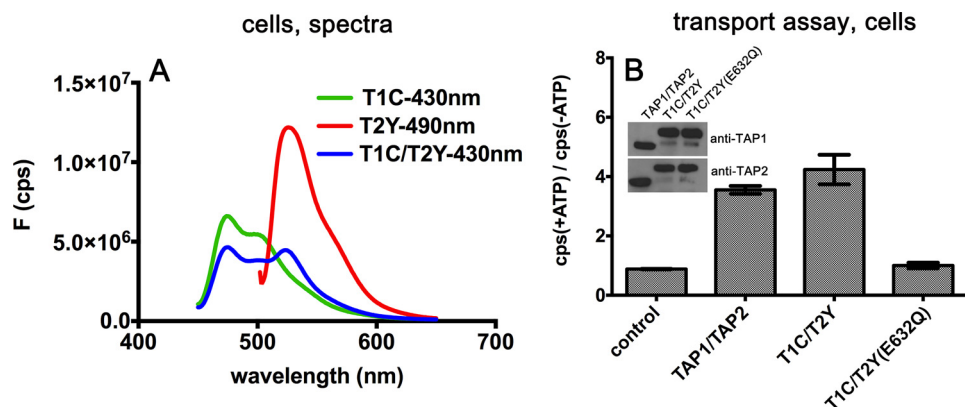 cells, spectra
A
1.5×10⁷
1.0×10⁷
5.0×10⁶
0.0
F (cps)
T1C-430nm
T2Y-490nm
T1C/T2Y-430nm
400 500 600 700
wavelength (nm)
transport assay, cells
B
8
6
4
2
0
cps(+ATP) / cps(-ATP)
TAP1/TAP2
T1C/T2Y
T1C/T2Y(E632Q)
anti-TAP1
anti-TAP2
control
TAP1/TAP2
T1C/T2Y
T1C/T2Y(E632Q)